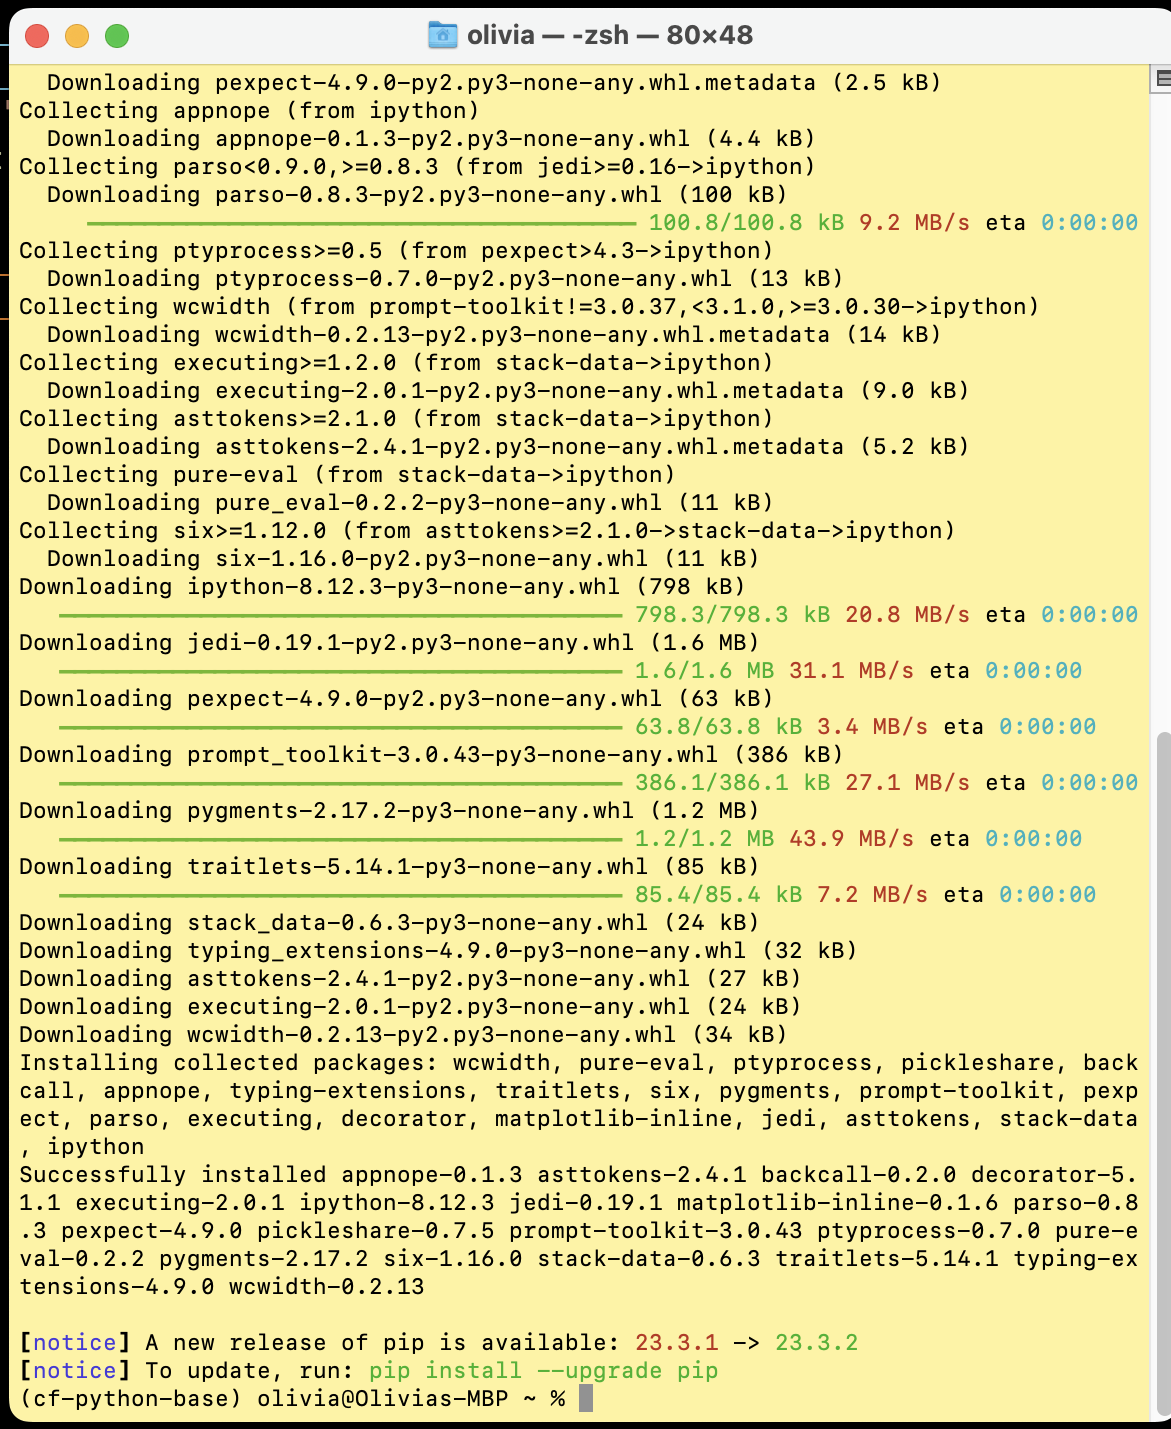 olivia — -zsh — 80×48
Downloading pexpect-4.9.0-py2.py3-none-any.whl.metadata (2.5 kB)
Collecting appnope (from ipython)
Downloading appnope-0.1.3-py2.py3-none-any.whl (4.4 kB)
Collecting parso<0.9.0,>=0.8.3 (from jedi>=0.16->ipython)
Downloading parso-0.8.3-py2.py3-none-any.whl (100 kB)
100.8/100.8 kB 9.2 MB/s eta 0:00:00
Collecting ptyprocess>=0.5 (from pexpect>4.3->ipython)
Downloading ptyprocess-0.7.0-py2.py3-none-any.whl (13 kB)
Collecting wcwidth (from prompt-toolkit!=3.0.37,<3.1.0,>=3.0.30->ipython)
Downloading wcwidth-0.2.13-py2.py3-none-any.whl.metadata (14 kB)
Collecting executing>=1.2.0 (from stack-data->ipython)
Downloading executing-2.0.1-py2.py3-none-any.whl.metadata (9.0 kB)
Collecting asttokens>=2.1.0 (from stack-data->ipython)
Downloading asttokens-2.4.1-py2.py3-none-any.whl.metadata (5.2 kB)
Collecting pure-eval (from stack-data->ipython)
Downloading pure_eval-0.2.2-py3-none-any.whl (11 kB)
Collecting six>=1.12.0 (from asttokens>=2.1.0->stack-data->ipython)
Downloading six-1.16.0-py2.py3-none-any.whl (11 kB)
Downloading ipython-8.12.3-py3-none-any.whl (798 kB)
798.3/798.3 kB 20.8 MB/s eta 0:00:00
Downloading jedi-0.19.1-py2.py3-none-any.whl (1.6 MB)
1.6/1.6 MB 31.1 MB/s eta 0:00:00
Downloading pexpect-4.9.0-py2.py3-none-any.whl (63 kB)
63.8/63.8 kB 3.4 MB/s eta 0:00:00
Downloading prompt_toolkit-3.0.43-py3-none-any.whl (386 kB)
386.1/386.1 kB 27.1 MB/s eta 0:00:00
Downloading pygments-2.17.2-py3-none-any.whl (1.2 MB)
1.2/1.2 MB 43.9 MB/s eta 0:00:00
Downloading traitlets-5.14.1-py3-none-any.whl (85 kB)
85.4/85.4 kB 7.2 MB/s eta 0:00:00
Downloading stack_data-0.6.3-py3-none-any.whl (24 kB)
Downloading typing_extensions-4.9.0-py3-none-any.whl (32 kB)
Downloading asttokens-2.4.1-py2.py3-none-any.whl (27 kB)
Downloading executing-2.0.1-py2.py3-none-any.whl (24 kB)
Downloading wcwidth-0.2.13-py2.py3-none-any.whl (34 kB)
Installing collected packages: wcwidth, pure-eval, ptyprocess, pickleshare, back
call, appnope, typing-extensions, traitlets, six, pygments, prompt-toolkit, pexp
ect, parso, executing, decorator, matplotlib-inline, jedi, asttokens, stack-data
, ipython
Successfully installed appnope-0.1.3 asttokens-2.4.1 backcall-0.2.0 decorator-5.
1.1 executing-2.0.1 ipython-8.12.3 jedi-0.19.1 matplotlib-inline-0.1.6 parso-0.8
.3 pexpect-4.9.0 pickleshare-0.7.5 prompt-toolkit-3.0.43 ptyprocess-0.7.0 pure-e
val-0.2.2 pygments-2.17.2 six-1.16.0 stack-data-0.6.3 traitlets-5.14.1 typing-ex
tensions-4.9.0 wcwidth-0.2.13
[notice] A new release of pip is available: 23.3.1 -> 23.3.2
[notice] To update, run: pip install --upgrade pip
(cf-python-base) olivia@Olivias-MBP ~ %